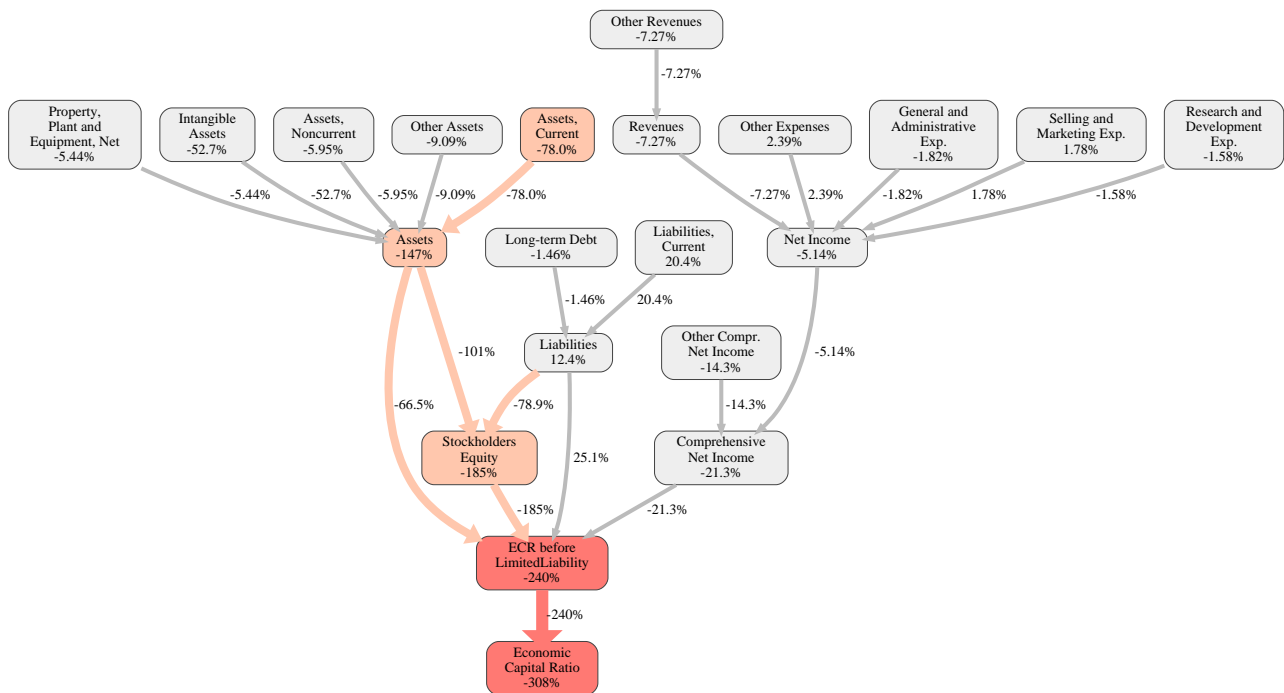 Other Revenues
-7.27%
-7.27%
Property,
Plant and
Equipment, Net
-5.44%
Intangible
Assets
-52.7%
Assets,
Noncurrent
-5.95%
Other Assets
-9.09%
Assets,
Current
-78.0%
Revenues
-7.27%
Other Expenses
2.39%
General and
Administrative
Exp.
-1.82%
Selling and
Marketing Exp.
1.78%
Research and
Development
Exp.
-1.58%
-5.44%
-52.7%
-5.95%
-9.09%
-78.0%
-7.27%
2.39%
-1.82%
1.78%
-1.58%
Assets
-147%
Long-term Debt
-1.46%
Liabilities,
Current
20.4%
Net Income
-5.14%
-1.46%
20.4%
-101%
Liabilities
12.4%
Other Compr.
Net Income
-14.3%
-5.14%
-66.5%
-78.9%
-14.3%
Stockholders
Equity
-185%
25.1%
Comprehensive
Net Income
-21.3%
-185%
-21.3%
ECR before
LimitedLiability
-240%
-240%
Economic
Capital Ratio
-308%